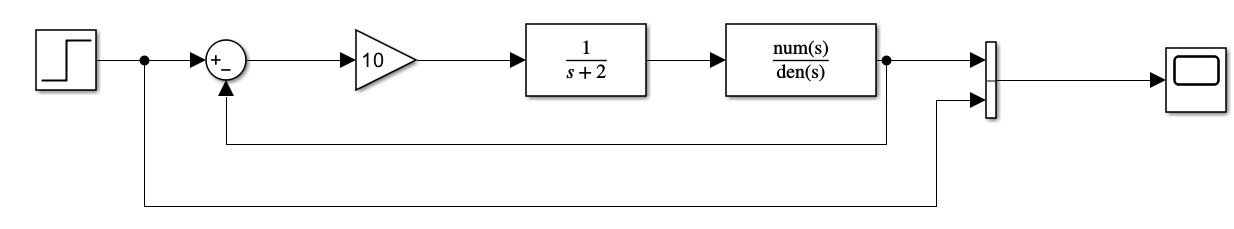 +
−
10
1
s + 2
num(s)
den(s)